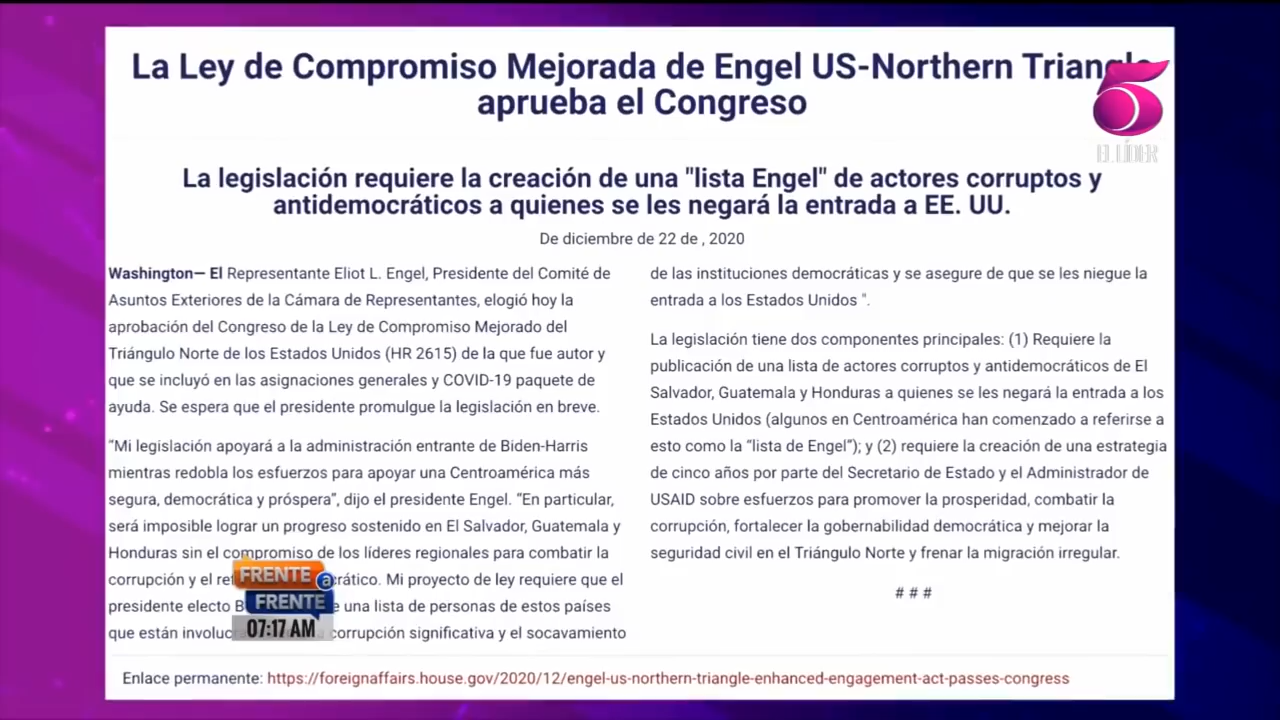 La Ley de Compromiso Mejorada de Engel US-Northern Triangle
aprueba el Congreso
5
EL LÍDER
La legislación requiere la creación de una "lista Engel" de actores corruptos y
antidemocráticos a quienes se les negará la entrada a EE. UU.
De diciembre de 22 de , 2020
Washington— El Representante Eliot L. Engel, Presidente del Comité de
Asuntos Exteriores de la Cámara de Representantes, elogió hoy la
aprobación del Congreso de la Ley de Compromiso Mejorado del
Triángulo Norte de los Estados Unidos (HR 2615) de la que fue autor y
que se incluyó en las asignaciones generales y COVID-19 paquete de
ayuda. Se espera que el presidente promulgue la legislación en breve.
“Mi legislación apoyará a la administración entrante de Biden-Harris
mientras redobla los esfuerzos para apoyar una Centroamérica más
segura, democrática y próspera”, dijo el presidente Engel. “En particular,
será imposible lograr un progreso sostenido en El Salvador, Guatemala y
Honduras sin el compromiso de los líderes regionales para combatir la
corrupción y el Mi proyecto de ley requiere que el
presidente electo una lista de personas de estos países
que están corrupción significativa y el socavamiento
de las instituciones democráticas y se asegure de que se les niegue la
entrada a los Estados Unidos ".
La legislación tiene dos componentes principales: (1) Requiere la
publicación de una lista de actores corruptos y antidemocráticos de El
Salvador, Guatemala y Honduras a quienes se les negará la entrada a los
Estados Unidos (algunos en Centroamérica han comenzado a referirse a
esto como la “lista de Engel”); y (2) requiere la creación de una estrategia
de cinco años por parte del Secretario de Estado y el Administrador de
USAID sobre esfuerzos para promover la prosperidad, combatir la
corrupción, fortalecer la gobernabilidad democrática y mejorar la
seguridad civil en el Triángulo Norte y frenar la migración irregular.
# # #
FRENTE a
FRENTE
07:17 AM
Enlace permanente: https://foreignaffairs.house.gov/2020/12/engel-us-northern-triangle-enhanced-engagement-act-passes-congress